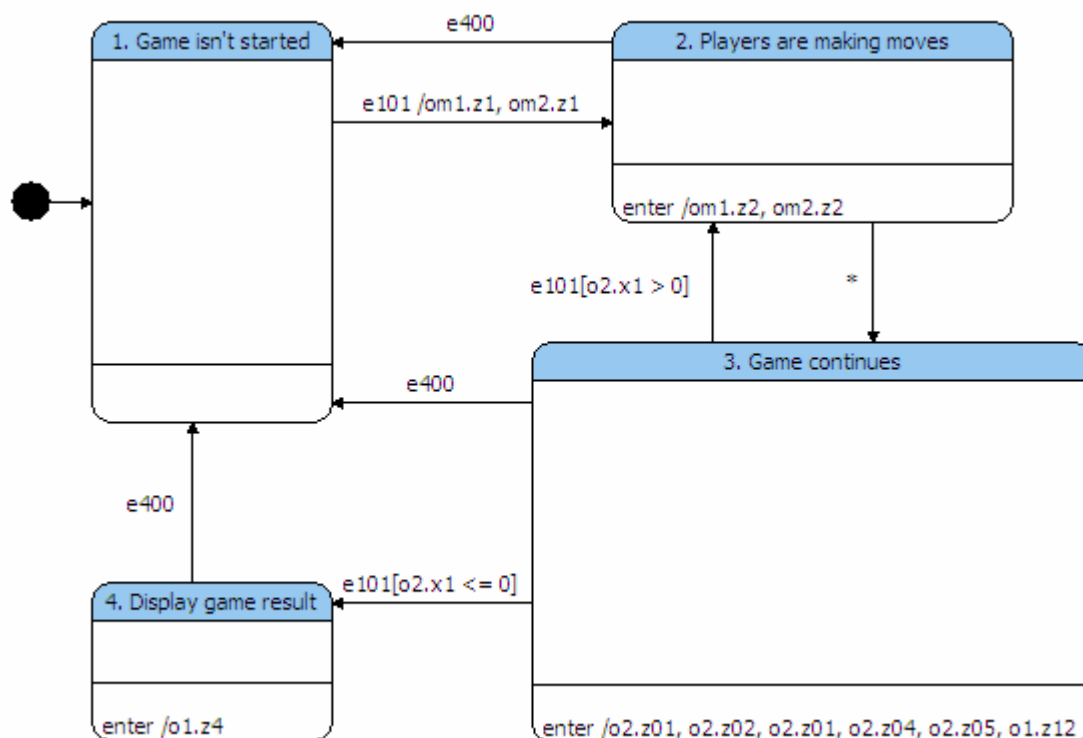 e400
1. Game isn't started
2. Players are making moves
e101 /om1.z1, om2.z1
enter /om1.z2, om2.z2
e101[o2.x1 > 0]
*
3. Game continues
e400
e400
e101[o2.x1 <= 0]
4. Display game result
enter /o1.z4
enter /o2.z01, o2.z02, o2.z01, o2.z04, o2.z05, o1.z12